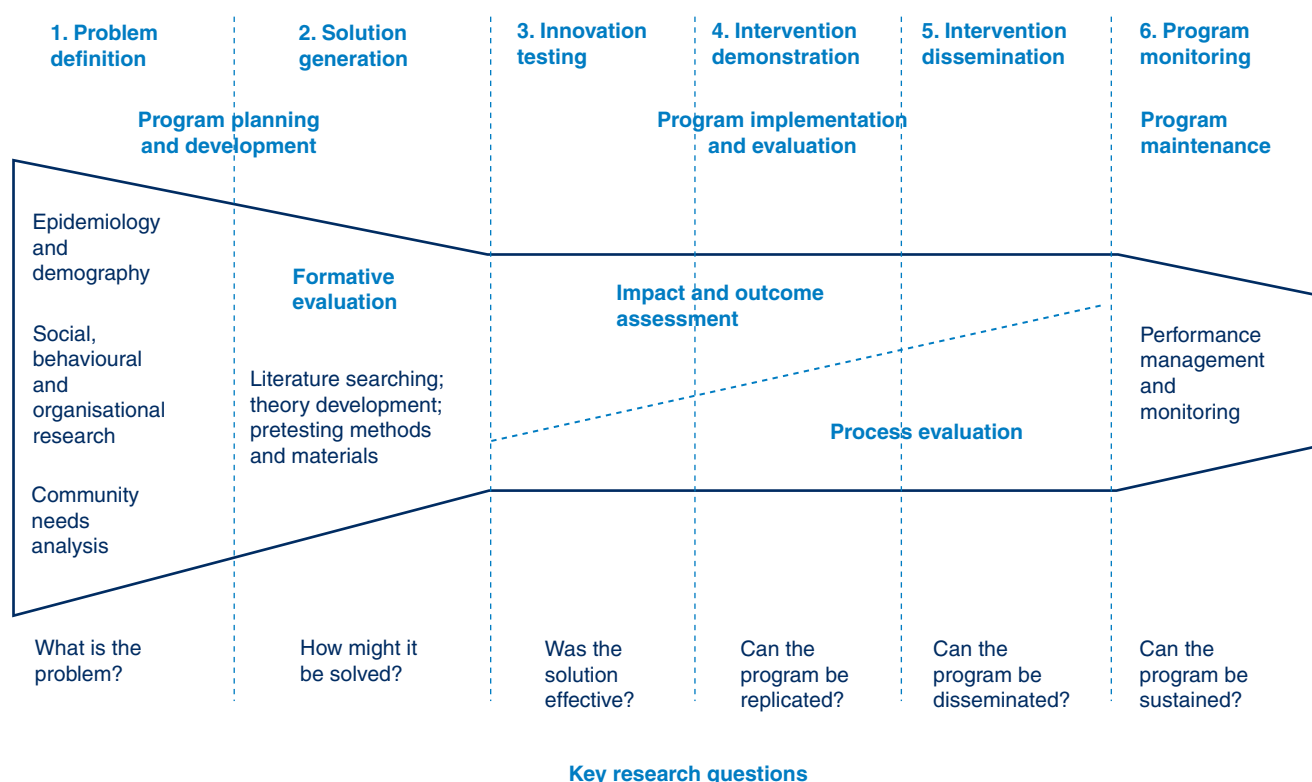 1. Problem
definition
2. Solution
generation
3. Innovation
testing
4. Intervention
demonstration
5. Intervention
dissemination
6. Program
monitoring
Program planning
and development
Program implementation
and evaluation
Program
maintenance
Epidemiology
and
demography
Social,
behavioural
and
organisational
research
Community
needs
analysis
Formative
evaluation
Literature searching;
theory development;
pretesting methods
and materials
Impact and outcome
assessment
Process evaluation
Performance
management
and
monitoring
What is the
problem?
How might it
be solved?
Was the
solution
effective?
Can the
program be
replicated?
Can the
program be
disseminated?
Can the
program be
sustained?
Key research questions